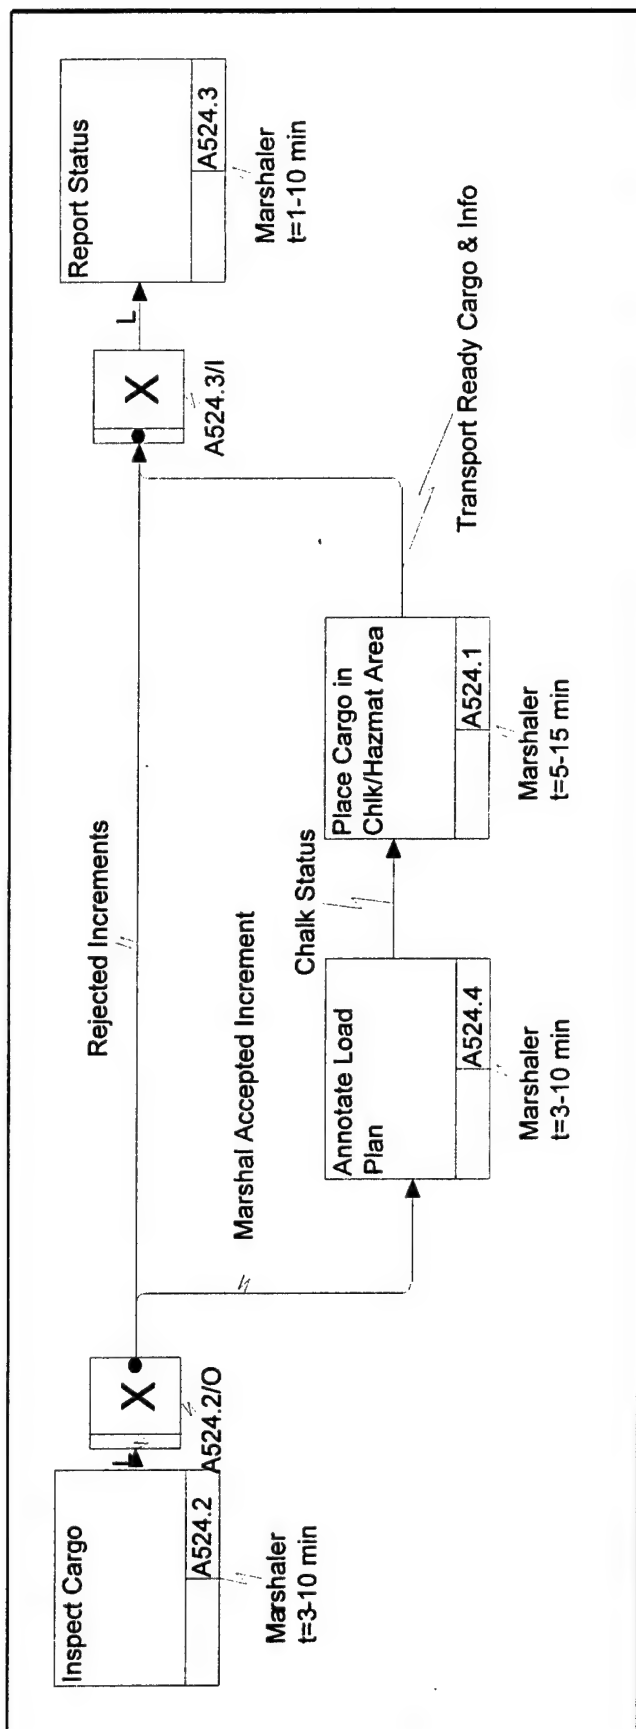 Inspect Cargo
A524.2
Marshaler
t=3-10 min
L
X
A524.2/O
Rejected Increments
Marshal Accepted Increment
Annotate Load
Plan
A524.4
Marshaler
t=3-10 min
Chalk Status
Place Cargo in
Chlk/Hazmat Area
A524.1
Marshaler
t=5-15 min
Transport Ready Cargo & Info
X
A524.3/I
L
Report Status
A524.3
Marshaler
t=1-10 min